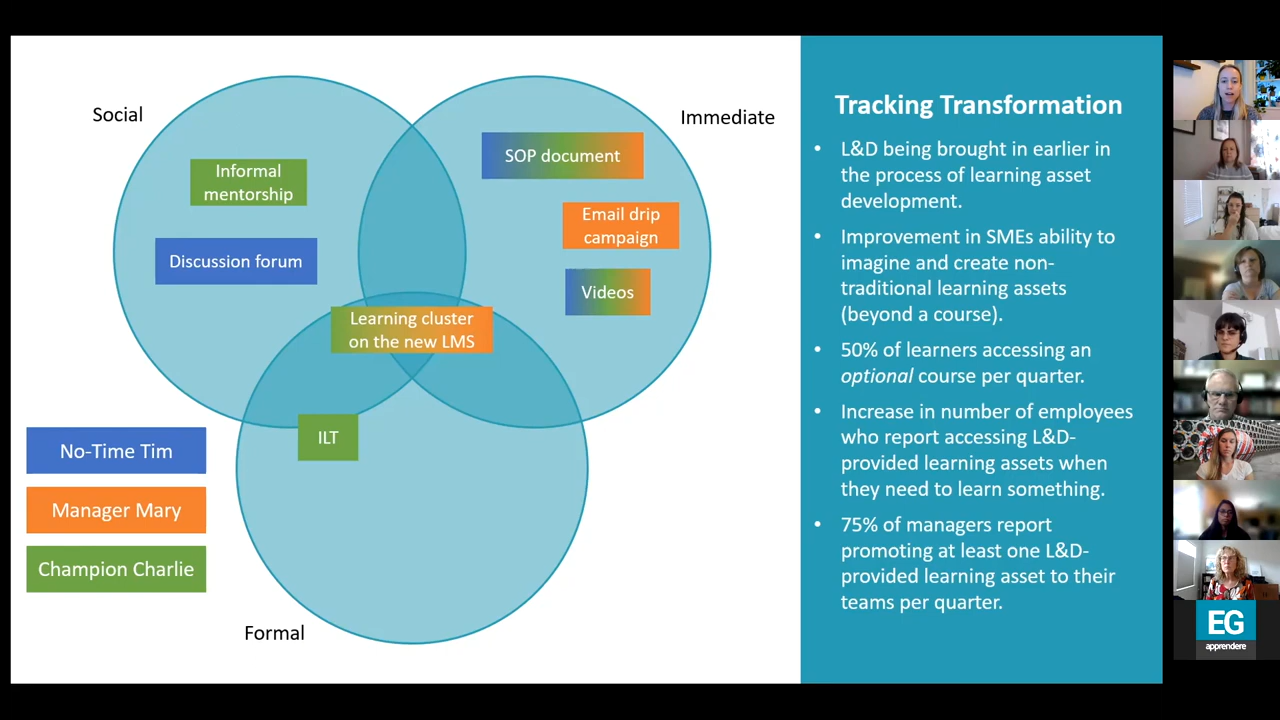 Social
Immediate
Informal
mentorship
Discussion forum
SOP document
Email drip
campaign
Videos
Learning cluster
on the new LMS
ILT
No-Time Tim
Manager Mary
Champion Charlie
Formal
Tracking Transformation
• L&D being brought in earlier in
the process of learning asset
development.
• Improvement in SMEs ability to
imagine and create non-
traditional learning assets
(beyond a course).
• 50% of learners accessing an
optional course per quarter.
• Increase in number of employees
who report accessing L&D-
provided learning assets when
they need to learn something.
• 75% of managers report
promoting at least one L&D-
provided learning asset to their
teams per quarter.
EG
apprendere